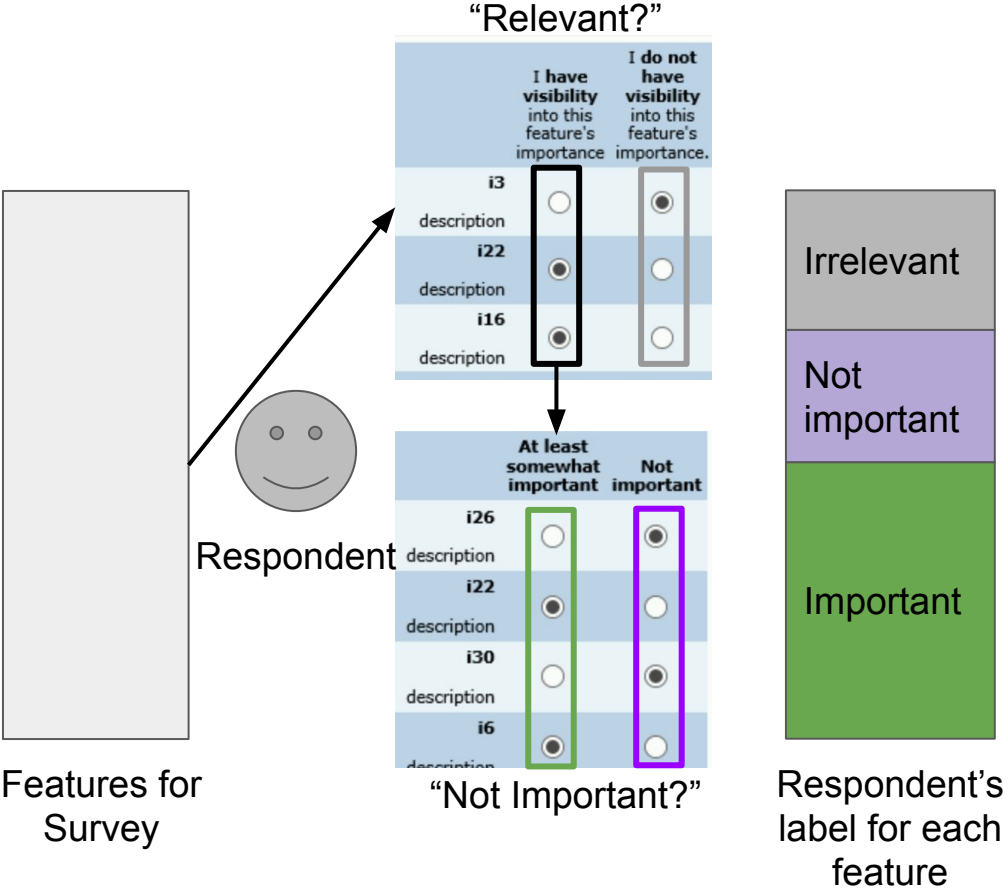 “Relevant?”
I have
visibility
into this
feature's
importance
I do not
have
visibility
into this
feature's
importance.
i3
description
i22
description
i16
description
Respondent
At least
somewhat
important
Not
important
i26
description
i22
description
i30
description
i6
description
“Not Important?”
Features for
Survey
Irrelevant
Not
important
Important
Respondent’s
label for each
feature